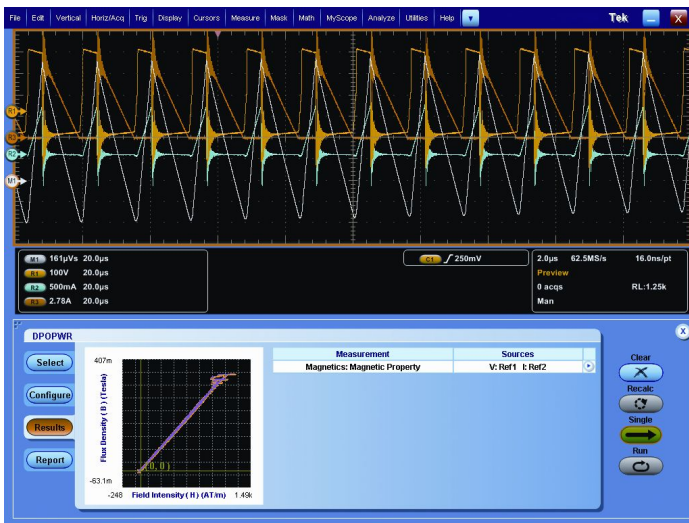 File Edit Vertical Horiz/Acq Trig Display Cursors Measure Mask Math MyScope Analyze Utilities Help Tek X
R1
R3
R2
M1
M1 161µVs 20.0µs
R1 100V 20.0µs
R2 500mA 20.0µs
R3 2.78A 20.0µs
C1 250mV
2.0µs 62.5MS/s 16.0ns/pt
Preview
0 acqs RL:1.25k
Man
DPOPWR
x
Select
Configure
Results
Report
407m
Flux Density ( B ) (Tesla)
-63.1m
( 0, 0 )
-248 Field Intensity ( H ) (AT/m) 1.49k
Measurement Sources
Magnetics: Magnetic Property V: Ref1 I: Ref2
Clear
Recalc
Single
Run